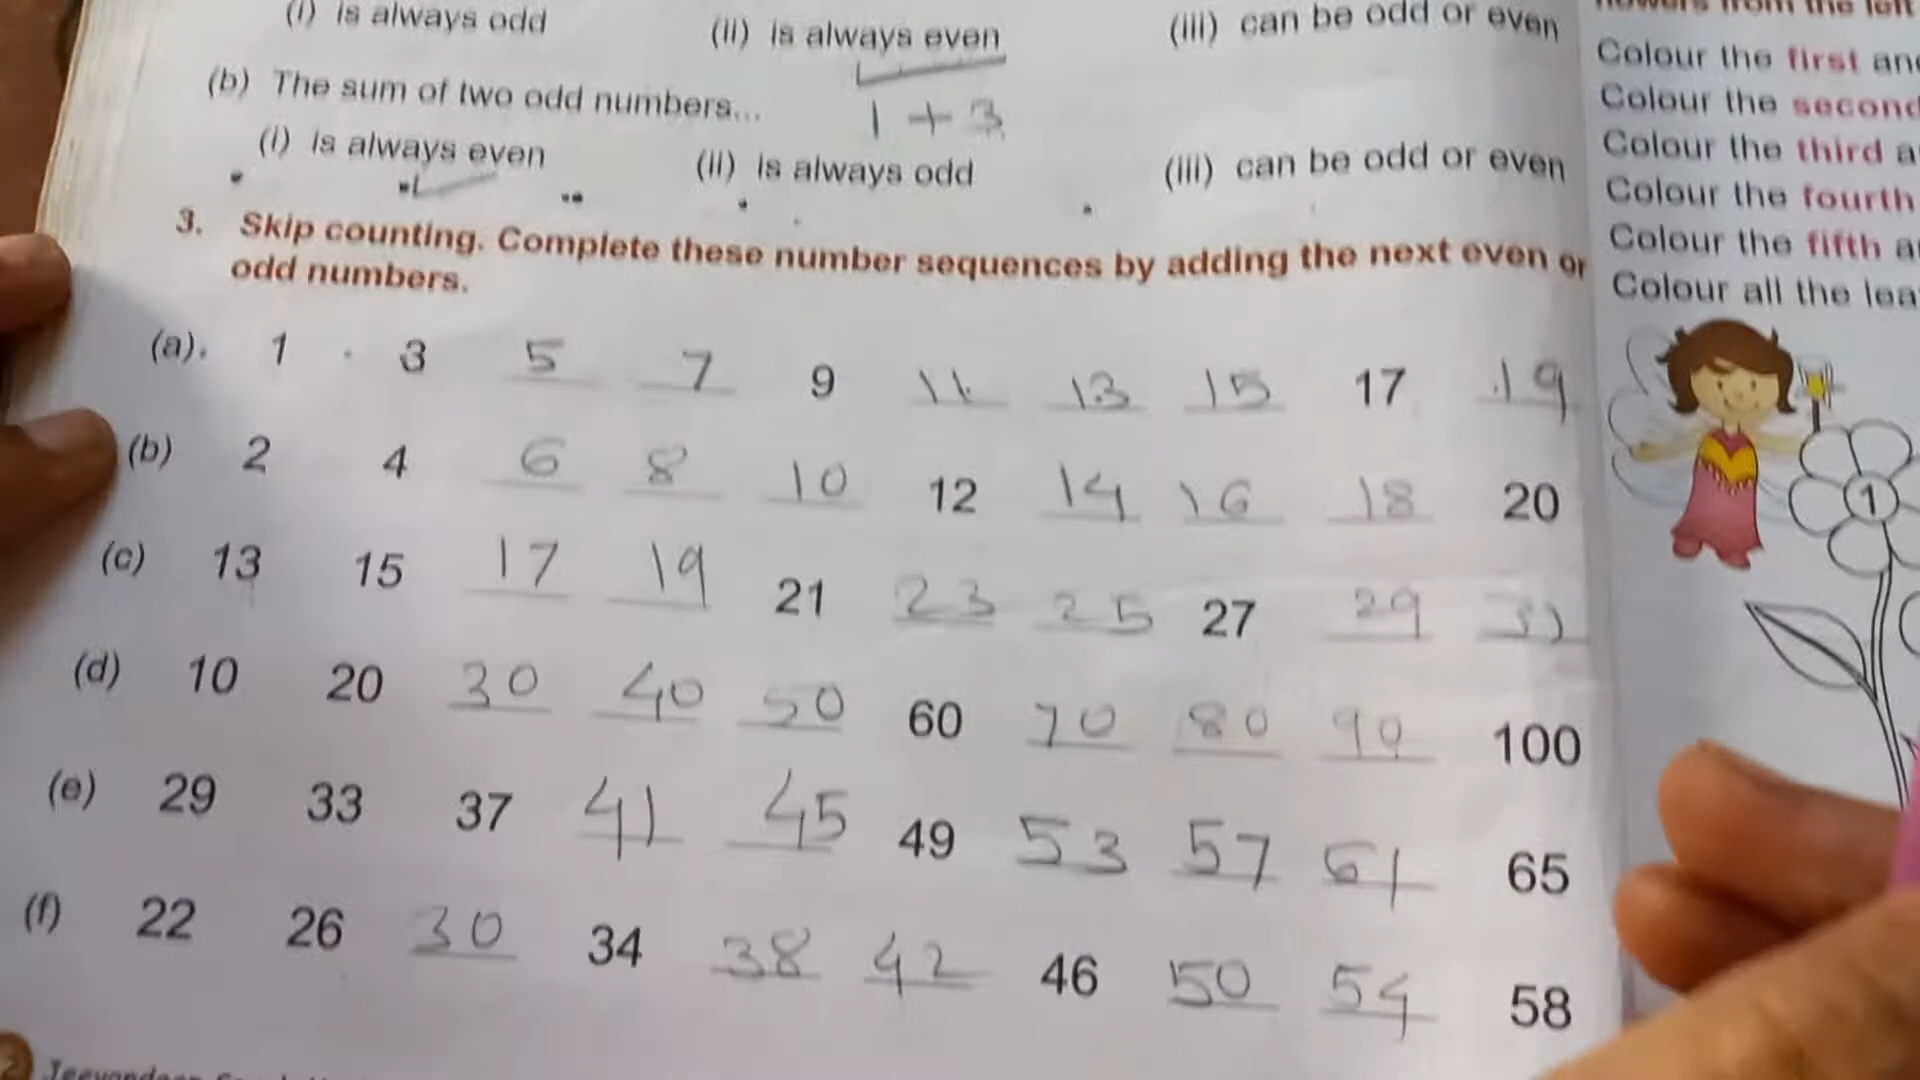 (i) is always odd (ii) is always even (iii) can be odd or even
(b) The sum of two odd numbers...
1 + 3
(i) is always even (ii) is always odd (iii) can be odd or even
3. Skip counting. Complete these number sequences by adding the next even or
odd numbers.
(a). 1 3 5 7 9 11 13 15 17 19
(b) 2 4 6 8 10 12 14 16 18 20
(c) 13 15 17 19 21 23 25 27 29 31
(d) 10 20 30 40 50 60 70 80 90 100
(e) 29 33 37 41 45 49 53 57 61 65
(f) 22 26 30 34 38 42 46 50 54 58
from the left
Colour the first
Colour the second
Colour the third
Colour the fourth
Colour the fifth
Colour all the
1